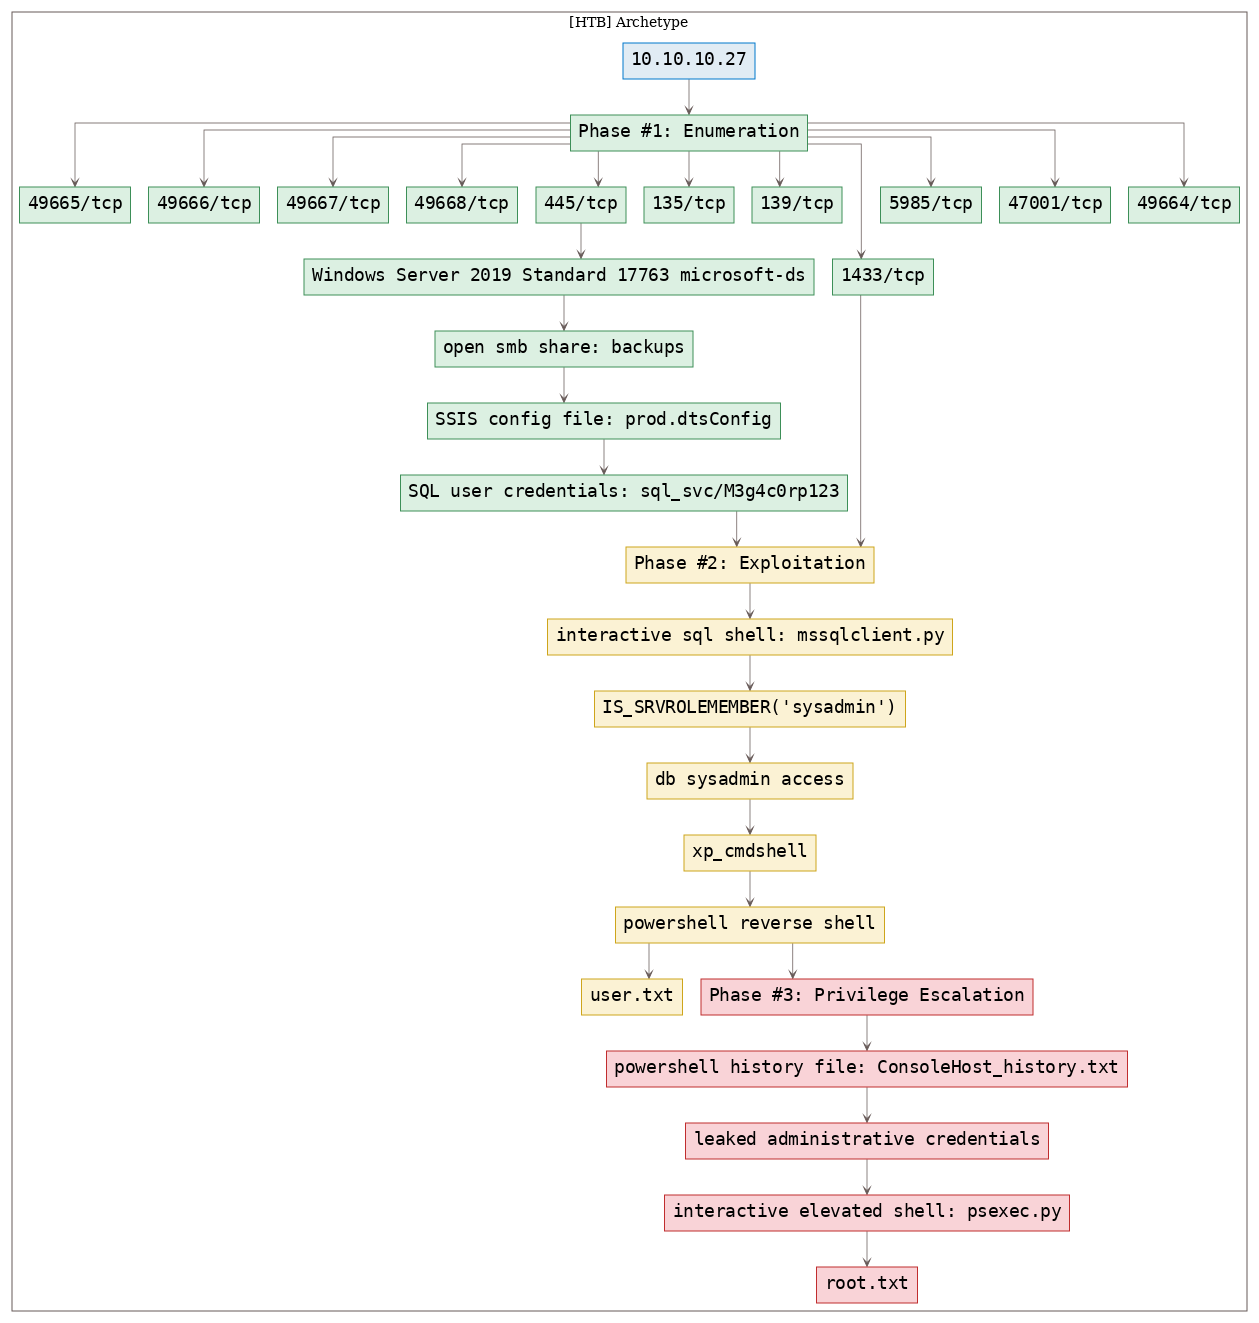 [HTB] Archetype
10.10.10.27
Phase #1: Enumeration
49665/tcp
49666/tcp
49667/tcp
49668/tcp
445/tcp
135/tcp
139/tcp
5985/tcp
47001/tcp
49664/tcp
Windows Server 2019 Standard 17763 microsoft-ds
1433/tcp
open smb share: backups
SSIS config file: prod.dtsConfig
SQL user credentials: sql_svc/M3g4c0rp123
Phase #2: Exploitation
interactive sql shell: mssqlclient.py
IS_SRVROLEMEMBER('sysadmin')
db sysadmin access
xp_cmdshell
powershell reverse shell
user.txt
Phase #3: Privilege Escalation
powershell history file: ConsoleHost_history.txt
leaked administrative credentials
interactive elevated shell: psexec.py
root.txt